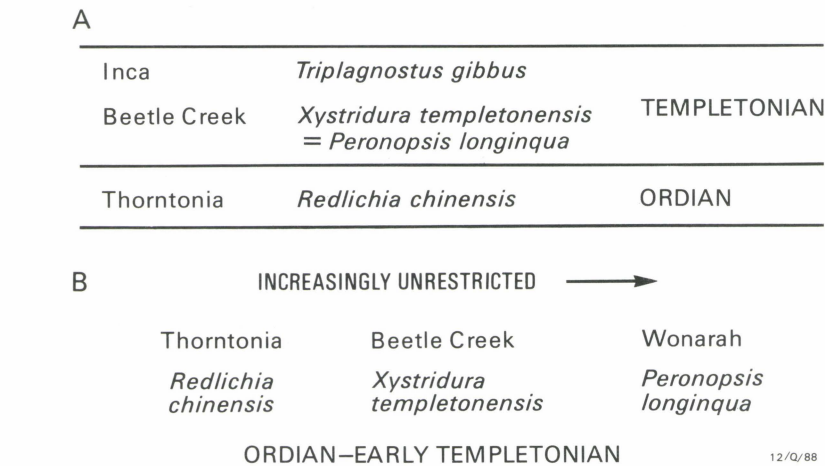 A
Inca Triplagnostus gibbus
TEMPLETONIAN
Beetle Creek Xystridura templetonensis
= Peronopsis longinqua
Thorntonia Redlichia chinensis ORDIAN
B INCREASINGLY UNRESTRICTED
Thorntonia Beetle Creek Wonarah
Redlichia Xystridura Peronopsis
chinensis templetonensis longinqua
ORDIAN–EARLY TEMPLETONIAN 12/Q/88